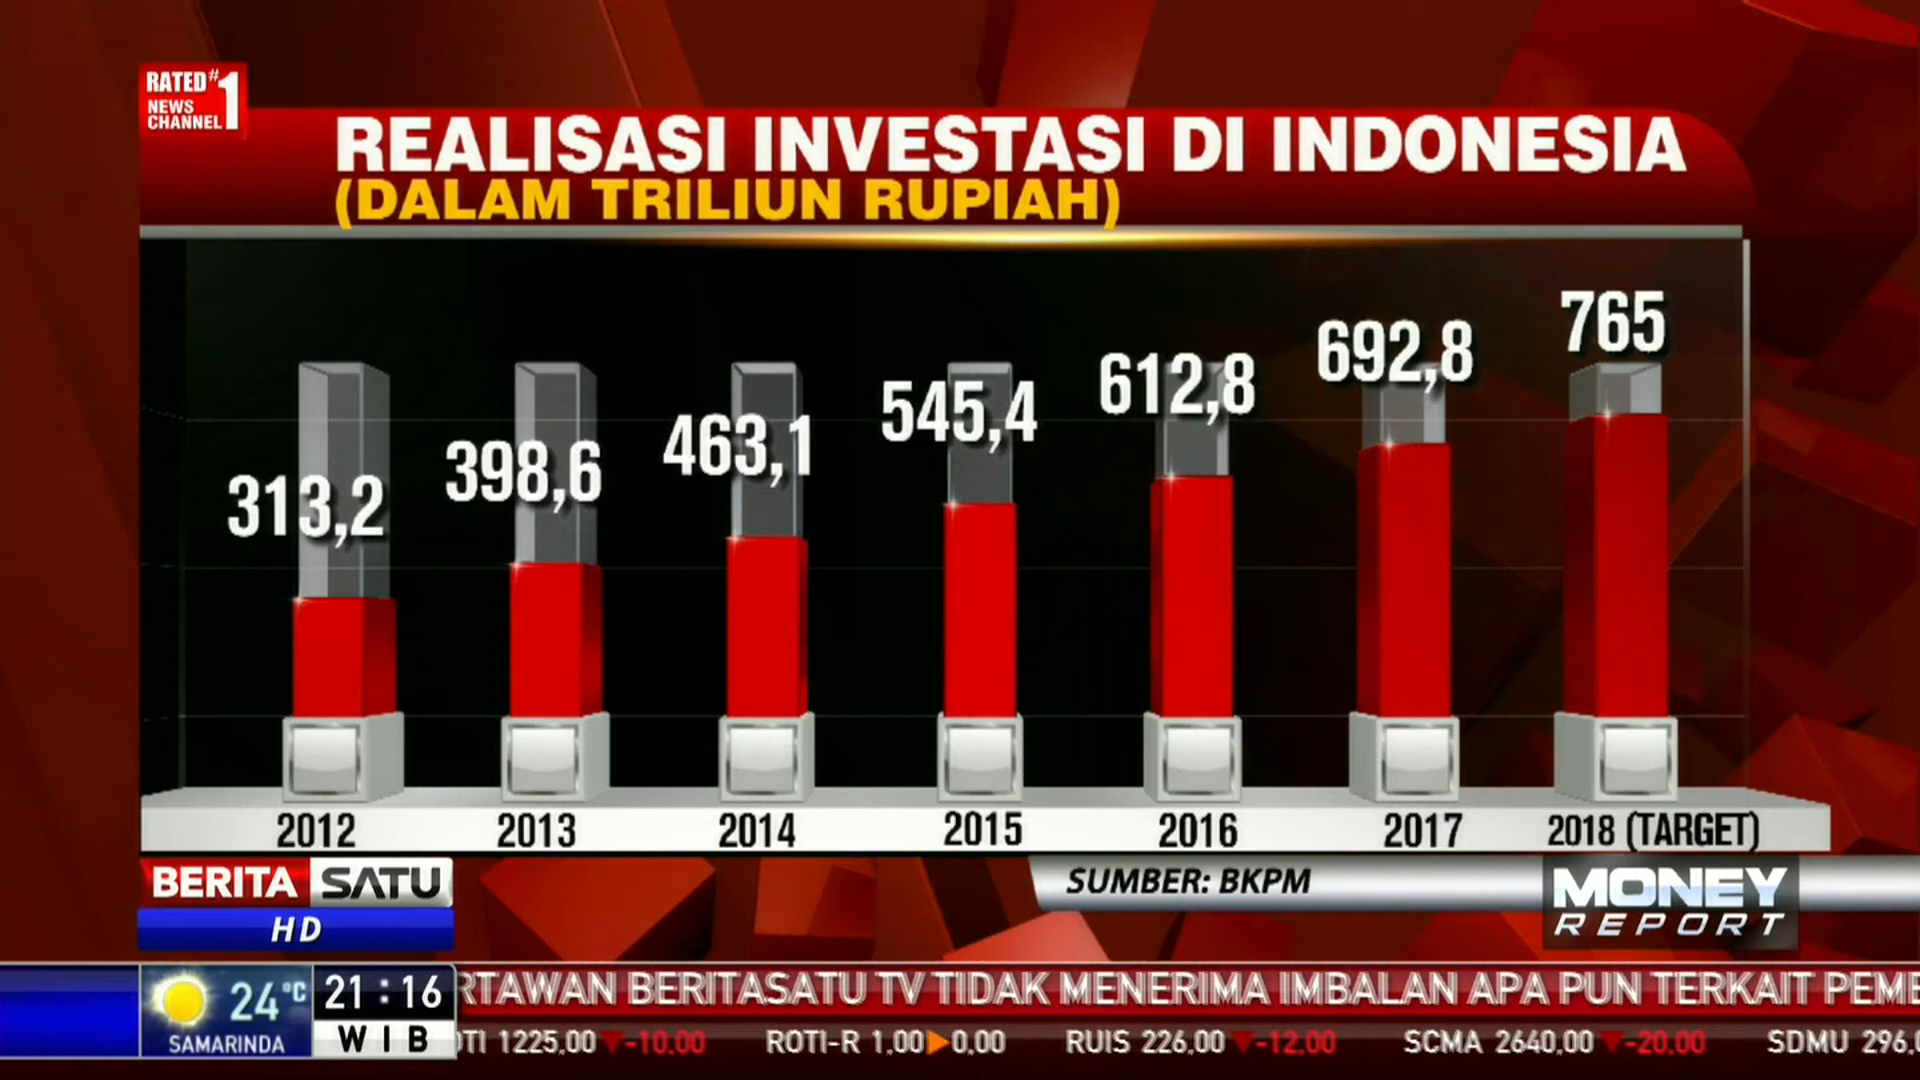 RATED #1
NEWS
CHANNEL
REALISASI INVESTASI DI INDONESIA
(DALAM TRILIUN RUPIAH)
313,2
398,6
463,1
545,4
612,8
692,8
765
2012
2013
2014
2015
2016
2017
2018 (TARGET)
BERITA SATU
HD
SUMBER: BKPM
MONEY
REPORT
24°C
SAMARINDA
21:16
WIB
RTAWAN BERITASATU TV TIDAK MENERIMA IMBALAN APA PUN TERKAIT PEME
OTI 1225,00 ▼-10.00 ROTI-R 1,00▶0,00 RUIS 226,00 ▼-12.00 SCMA 2640,00 ▼-20.00 SDMU 296,0